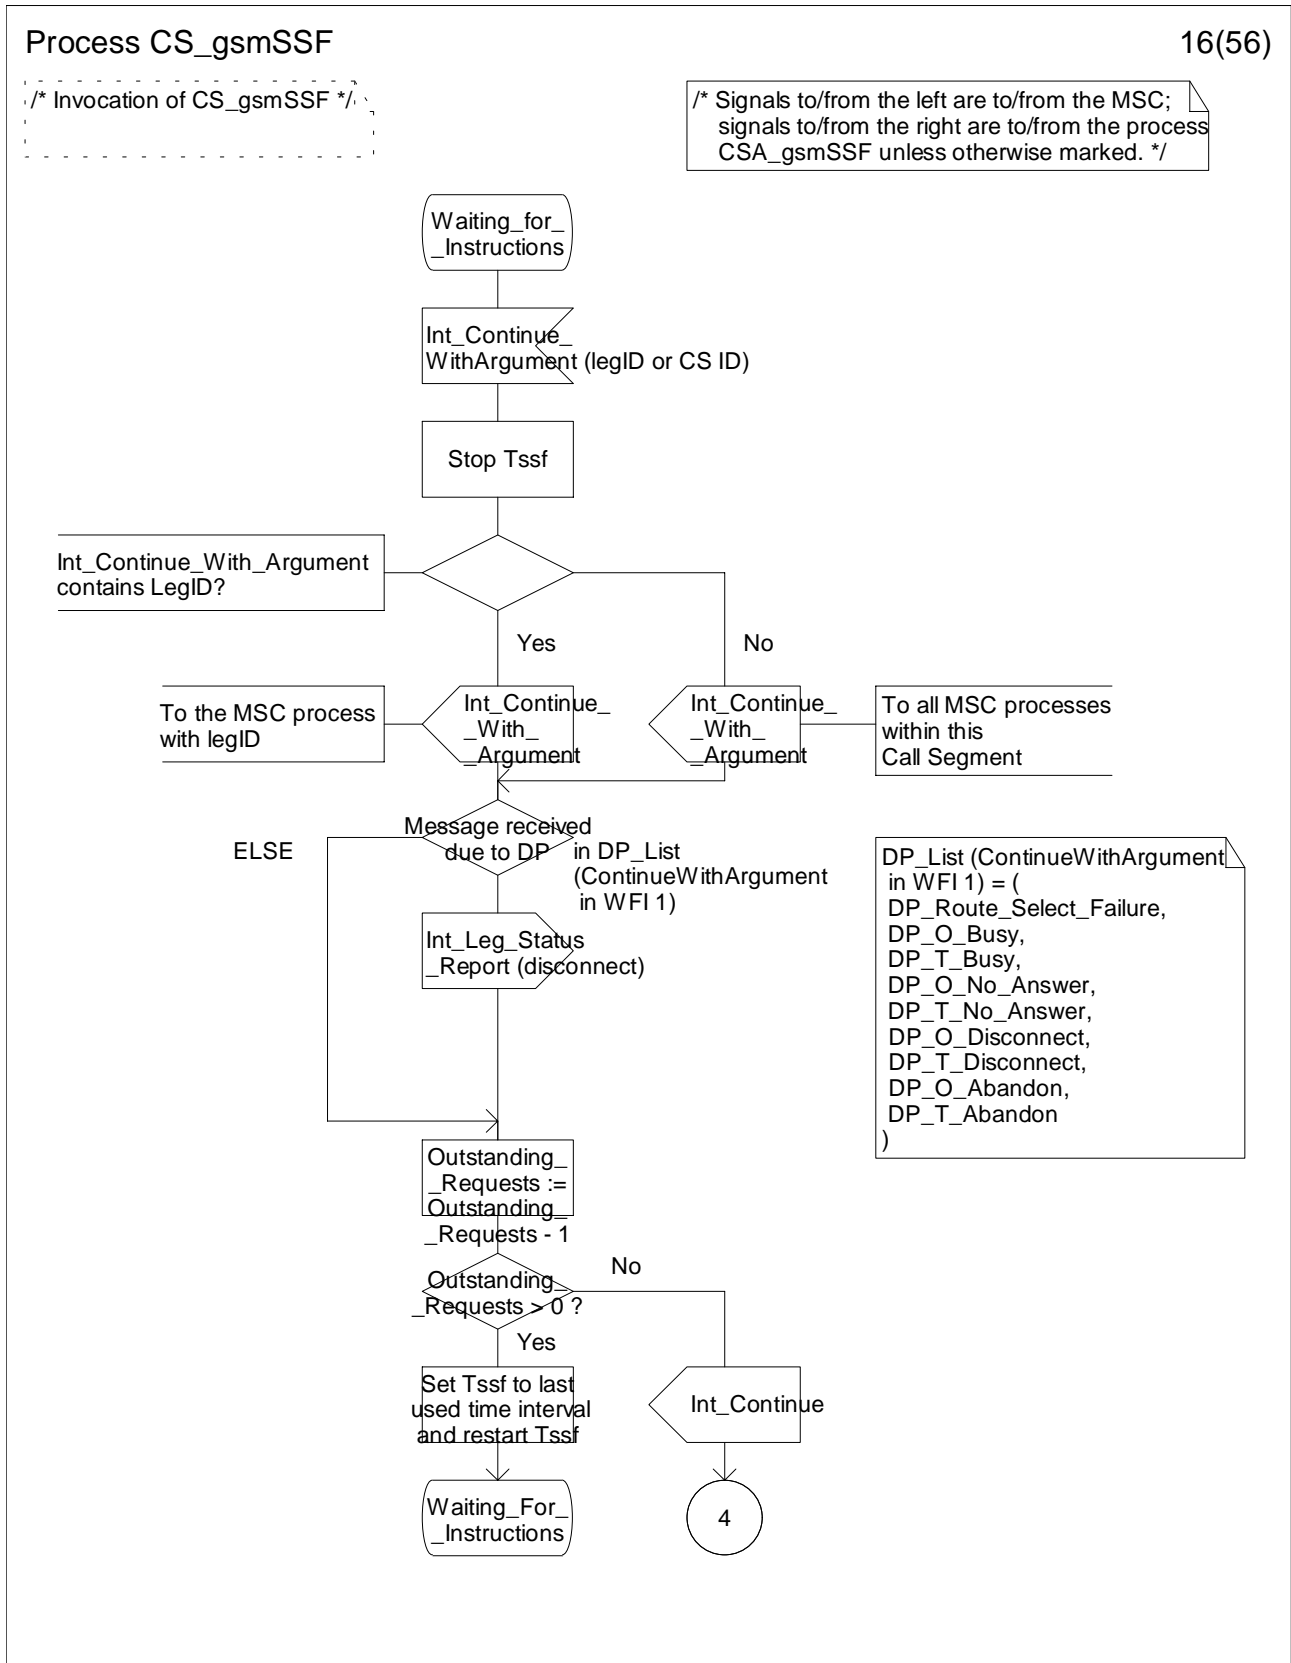 Process CS_gsmSSF
16(56)
/* Invocation of CS_gsmSSF */
/* Signals to/from the left are to/from the MSC;
signals to/from the right are to/from the process
CSA_gsmSSF unless otherwise marked. */
Waiting_for_
_Instructions
Int_Continue_
WithArgument (legID or CS ID)
Stop Tssf
Int_Continue_With_Argument
contains LegID?
Yes
No
To the MSC process
with legID
Int_Continue_
_With_
_Argument
Int_Continue_
_With_
_Argument
To all MSC processes
within this
Call Segment
Message received
due to DP
ELSE
in DP_List
(ContinueWithArgument
in WFI 1)
DP_List (ContinueWithArgument
in WFI 1) = (
DP_Route_Select_Failure,
DP_O_Busy,
DP_T_Busy,
DP_O_No_Answer,
DP_T_No_Answer,
DP_O_Disconnect,
DP_T_Disconnect,
DP_O_Abandon,
DP_T_Abandon
)
Int_Leg_Status
_Report (disconnect)
Outstanding_
_Requests :=
Outstanding_
_Requests - 1
Outstanding_
_Requests > 0 ?
No
Yes
Set Tssf to last
used time interval
and restart Tssf
Int_Continue
Waiting_For_
_Instructions
4